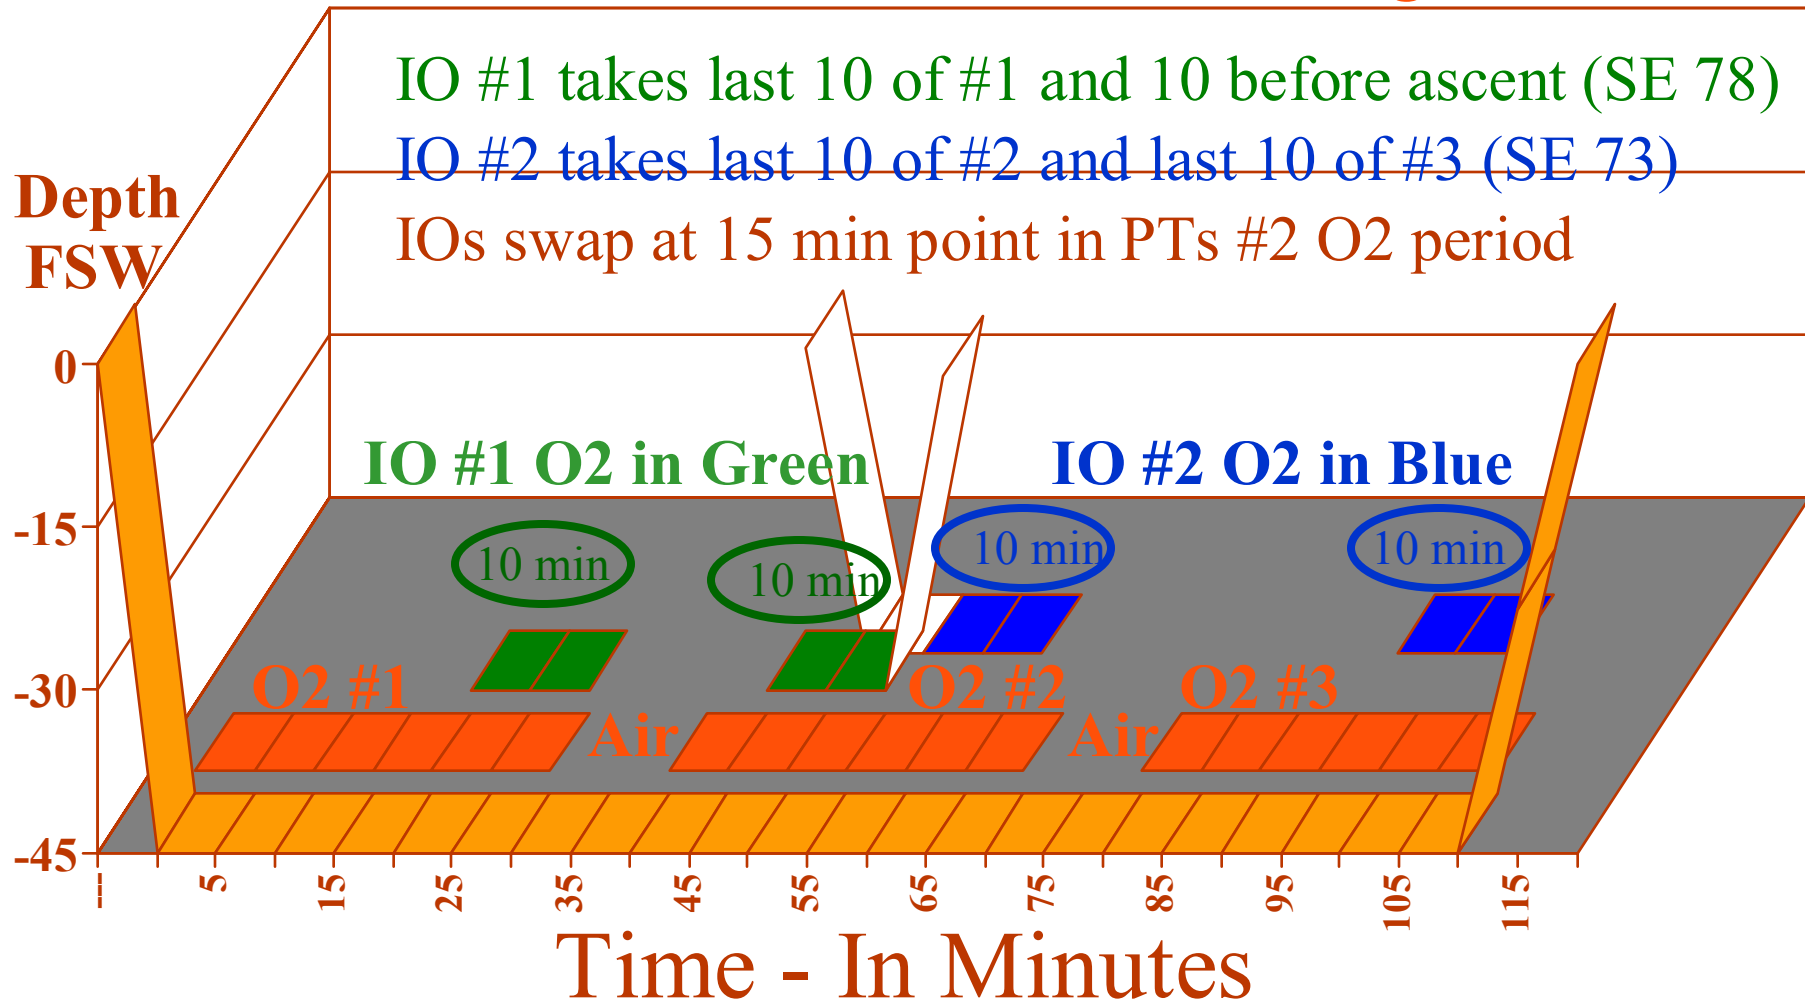 IO #1 takes last 10 of #1 and 10 before ascent (SE 78)
IO #2 takes last 10 of #2 and last 10 of #3 (SE 73)
IOs swap at 15 min point in PTs #2 O2 period
Depth
FSW
0
-15
-30
-45
IO #1 O2 in Green
IO #2 O2 in Blue
10 min
10 min
10 min
10 min
O2 #1
O2 #2
O2 #3
Air
Air
---
5
15
25
35
45
55
65
75
85
95
105
115
Time - In Minutes